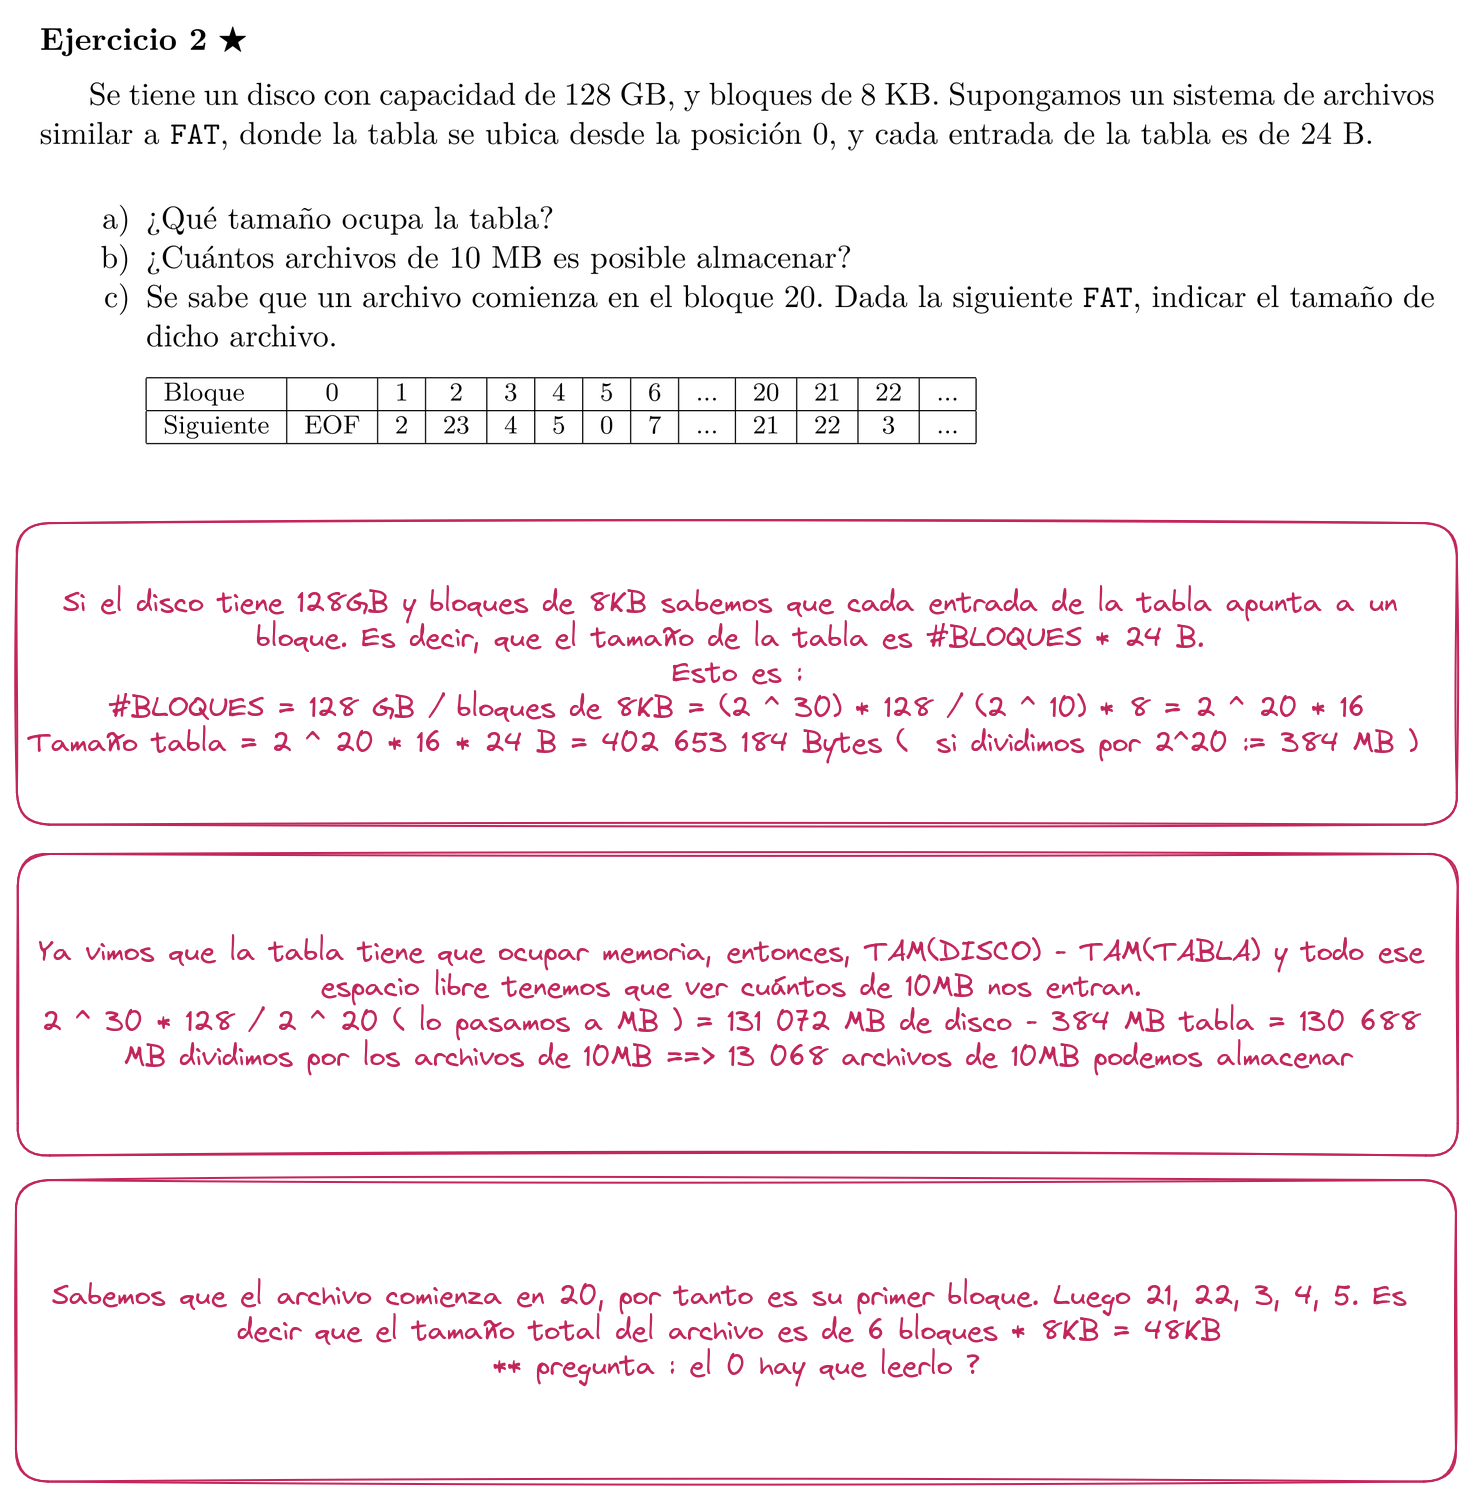 Ejercicio 2 ★
Se tiene un disco con capacidad de 128 GB, y bloques de 8 KB. Supongamos un sistema de archivos
similar a FAT, donde la tabla se ubica desde la posición 0, y cada entrada de la tabla es de 24 B.
a) ¿Qué tamaño ocupa la tabla?
b) ¿Cuántos archivos de 10 MB es posible almacenar?
c) Se sabe que un archivo comienza en el bloque 20. Dada la siguiente FAT, indicar el tamaño de
dicho archivo.
Bloque 0 1 2 3 4 5 6 ... 20 21 22 ...
Siguiente EOF 2 23 4 5 0 7 ... 21 22 3 ...
Si el disco tiene 128GB y bloques de 8KB sabemos que cada entrada de la tabla apunta a un
bloque. Es decir, que el tamaño de la tabla es #BLOQUES * 24 B.
Esto es :
#BLOQUES = 128 GB / bloques de 8KB = (2 ^ 30) * 128 / (2 ^ 10) * 8 = 2 ^ 20 * 16
Tamaño tabla = 2 ^ 20 * 16 * 24 B = 402 653 184 Bytes ( si dividimos por 2^20 := 384 MB )
Ya vimos que la tabla tiene que ocupar memoria, entonces, TAM(DISCO) - TAM(TABLA) y todo ese
espacio libre tenemos que ver cuántos de 10MB nos entran.
2 ^ 30 * 128 / 2 ^ 20 ( lo pasamos a MB ) = 131 072 MB de disco - 384 MB tabla = 130 688
MB dividimos por los archivos de 10MB ==> 13 068 archivos de 10MB podemos almacenar
Sabemos que el archivo comienza en 20, por tanto es su primer bloque. Luego 21, 22, 3, 4, 5. Es
decir que el tamaño total del archivo es de 6 bloques * 8KB = 48KB
** pregunta : el 0 hay que leerlo ?